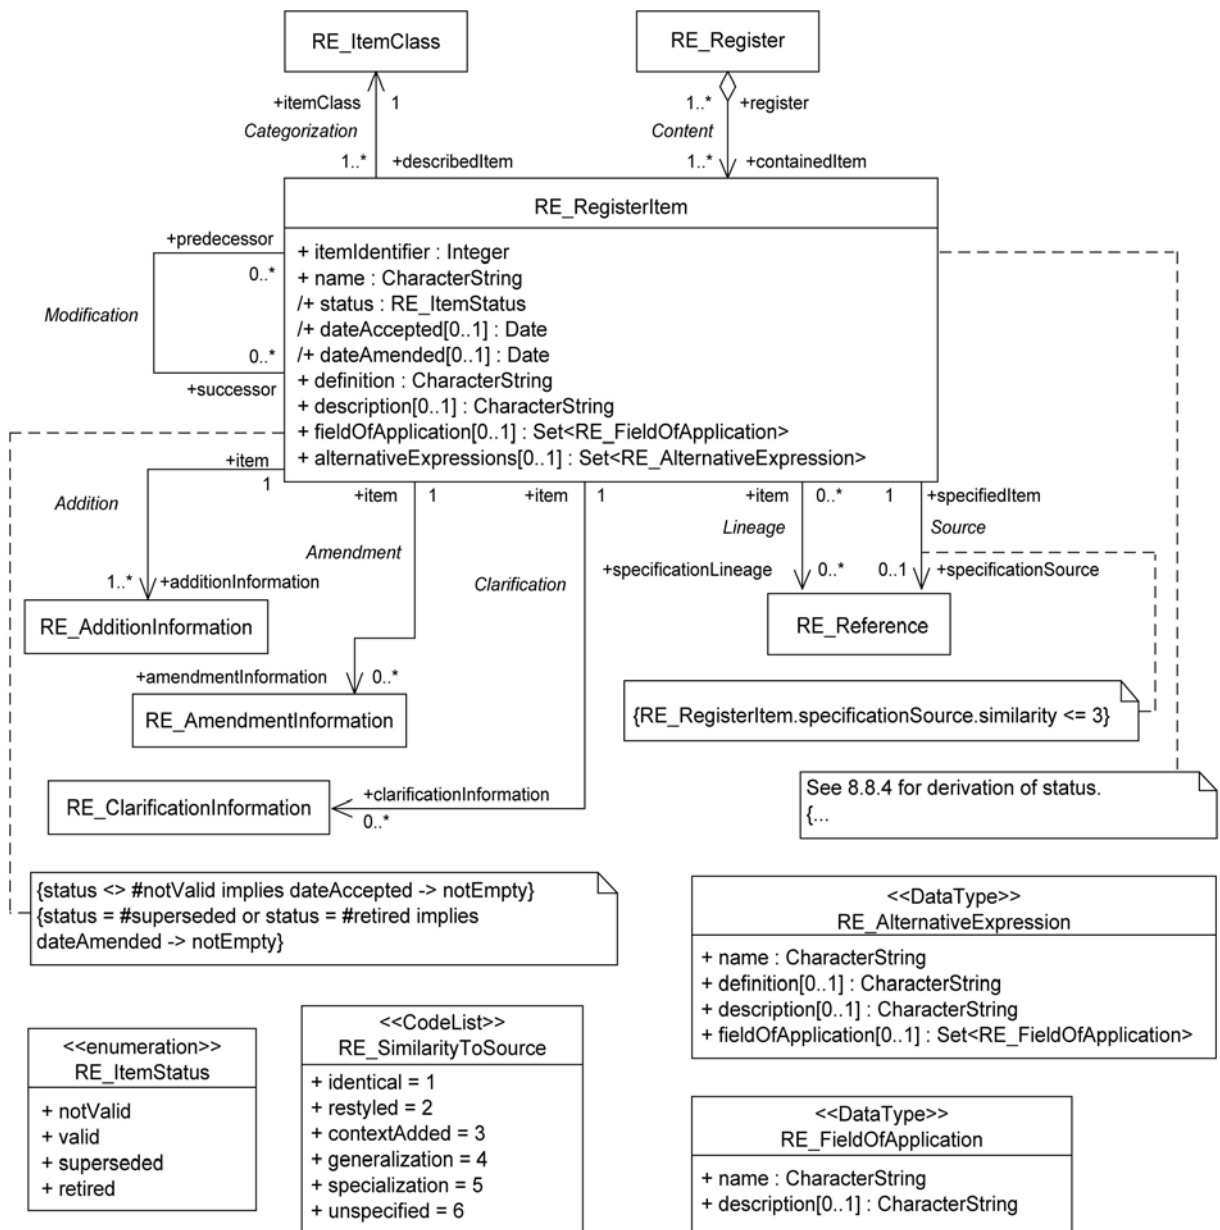 RE_ItemClass
RE_Register
+itemClass
1
Categorization
1..*
+describedItem
1..*
+register
Content
1..*
+containedItem
RE_RegisterItem
+ itemIdentifier : Integer
+ name : CharacterString
/+ status : RE_ItemStatus
/+ dateAccepted[0..1] : Date
/+ dateAmended[0..1] : Date
+ definition : CharacterString
+ description[0..1] : CharacterString
+ fieldOfApplication[0..1] : Set<RE_FieldOfApplication>
+ alternativeExpressions[0..1] : Set<RE_AlternativeExpression>
+predecessor
0..*
Modification
0..*
+successor
+item
1
Addition
1..*
+additionInformation
RE_AdditionInformation
+item
1
Amendment
+amendmentInformation
0..*
RE_AmendmentInformation
+item
1
Clarification
+clarificationInformation
0..*
RE_ClarificationInformation
+item
0..*
Lineage
+specificationLineage
0..*
1
+specifiedItem
Source
0..1
+specificationSource
RE_Reference
{RE_RegisterItem.specificationSource.similarity <= 3}
See 8.8.4 for derivation of status.
{...
{status <> #notValid implies dateAccepted -> notEmpty}
{status = #superseded or status = #retired implies
dateAmended -> notEmpty}
<<DataType>>
RE_AlternativeExpression
+ name : CharacterString
+ definition[0..1] : CharacterString
+ description[0..1] : CharacterString
+ fieldOfApplication[0..1] : Set<RE_FieldOfApplication>
<<enumeration>>
RE_ItemStatus
+ notValid
+ valid
+ superseded
+ retired
<<CodeList>>
RE_SimilarityToSource
+ identical = 1
+ restyled = 2
+ contextAdded = 3
+ generalization = 4
+ specialization = 5
+ unspecified = 6
<<DataType>>
RE_FieldOfApplication
+ name : CharacterString
+ description[0..1] : CharacterString